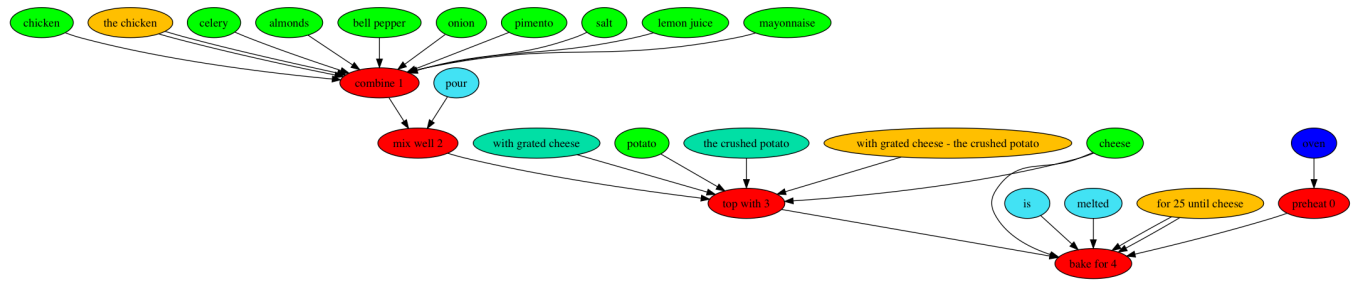 chicken
the chicken
celery
almonds
bell pepper
onion
pimento
salt
lemon juice
mayonnaise
combine 1
pour
mix well 2
with grated cheese
potato
the crushed potato
with grated cheese - the crushed potato
cheese
oven
top with 3
is
melted
for 25 until cheese
preheat 0
bake for 4